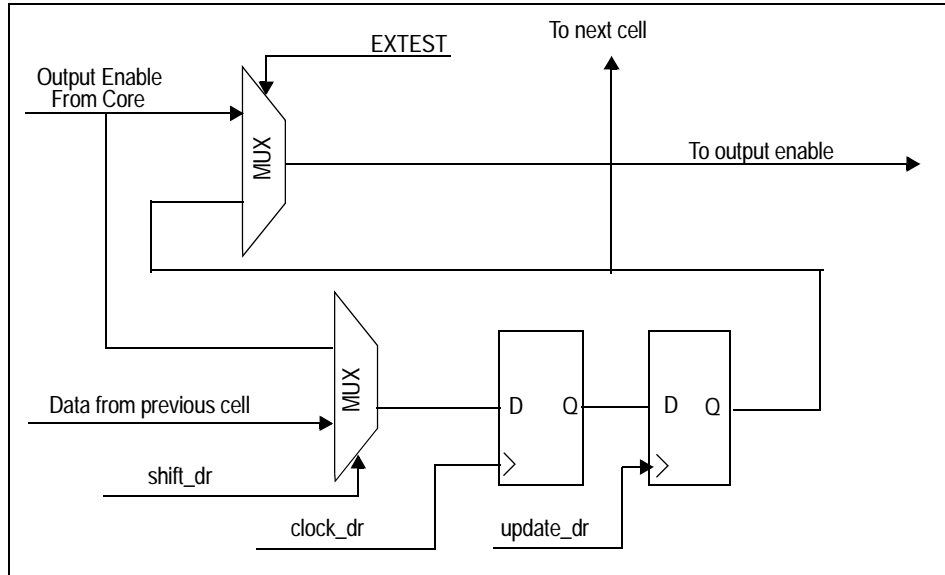 To next cell
EXTEST
Output Enable
From Core
MUX
To output enable
MUX
D
Q
D
Q
Data from previous cell
shift_dr
clock_dr
update_dr